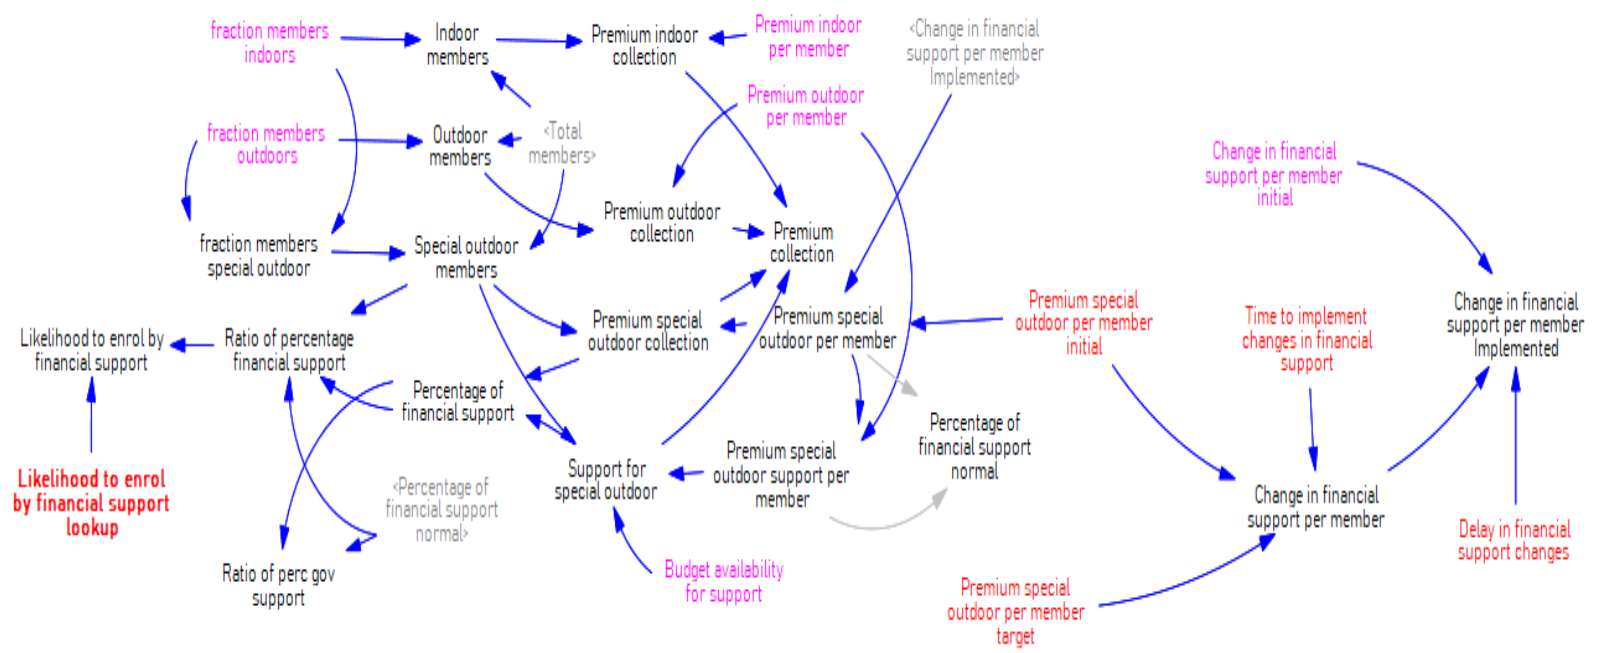 fraction members
indoors
Indoor
members
Premium indoor
collection
Premium indoor
per member
<Change in financial
support per member
Implemented>
Premium outdoor
per member
fraction members
outdoors
Outdoor
members
<Total
members>
Change in financial
support per member
initial
Premium outdoor
collection
Premium
collection
fraction members
special outdoor
Special outdoor
members
Premium special
outdoor per member
initial
Time to implement
changes in financial
support
Change in financial
support per member
Implemented
Likelihood to enrol by
financial support
Ratio of percentage
financial support
Premium special
outdoor collection
Premium special
outdoor per member
Percentage of
financial support
Percentage of
financial support
normal
Likelihood to enrol
by financial support
lookup
<Percentage of
financial support
normal>
Support for
special outdoor
Premium special
outdoor support per
member
Change in financial
support per member
Delay in financial
support changes
Ratio of perc gov
support
Budget availability
for support
Premium special
outdoor per member
target